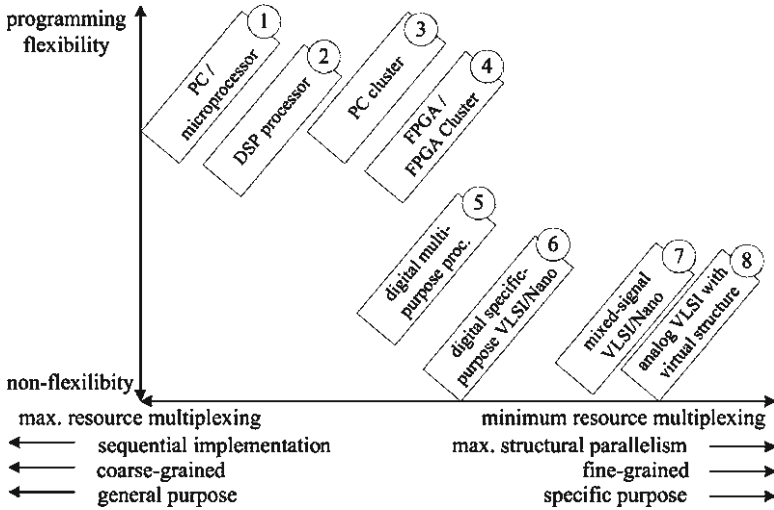 programming
flexibility
1
PC /
microprocessor
2
DSP processor
3
PC cluster
4
FPGA /
FPGA Cluster
5
digital multi-
purpose proc.
6
digital specific-
purpose VLSI/Nano
7
mixed-signal
VLSI/Nano
8
analog VLSI with
virtual structure
non-flexilibity
max. resource multiplexing
minimum resource multiplexing
sequential implementation
max. structural parallelism
coarse-grained
fine-grained
general purpose
specific purpose